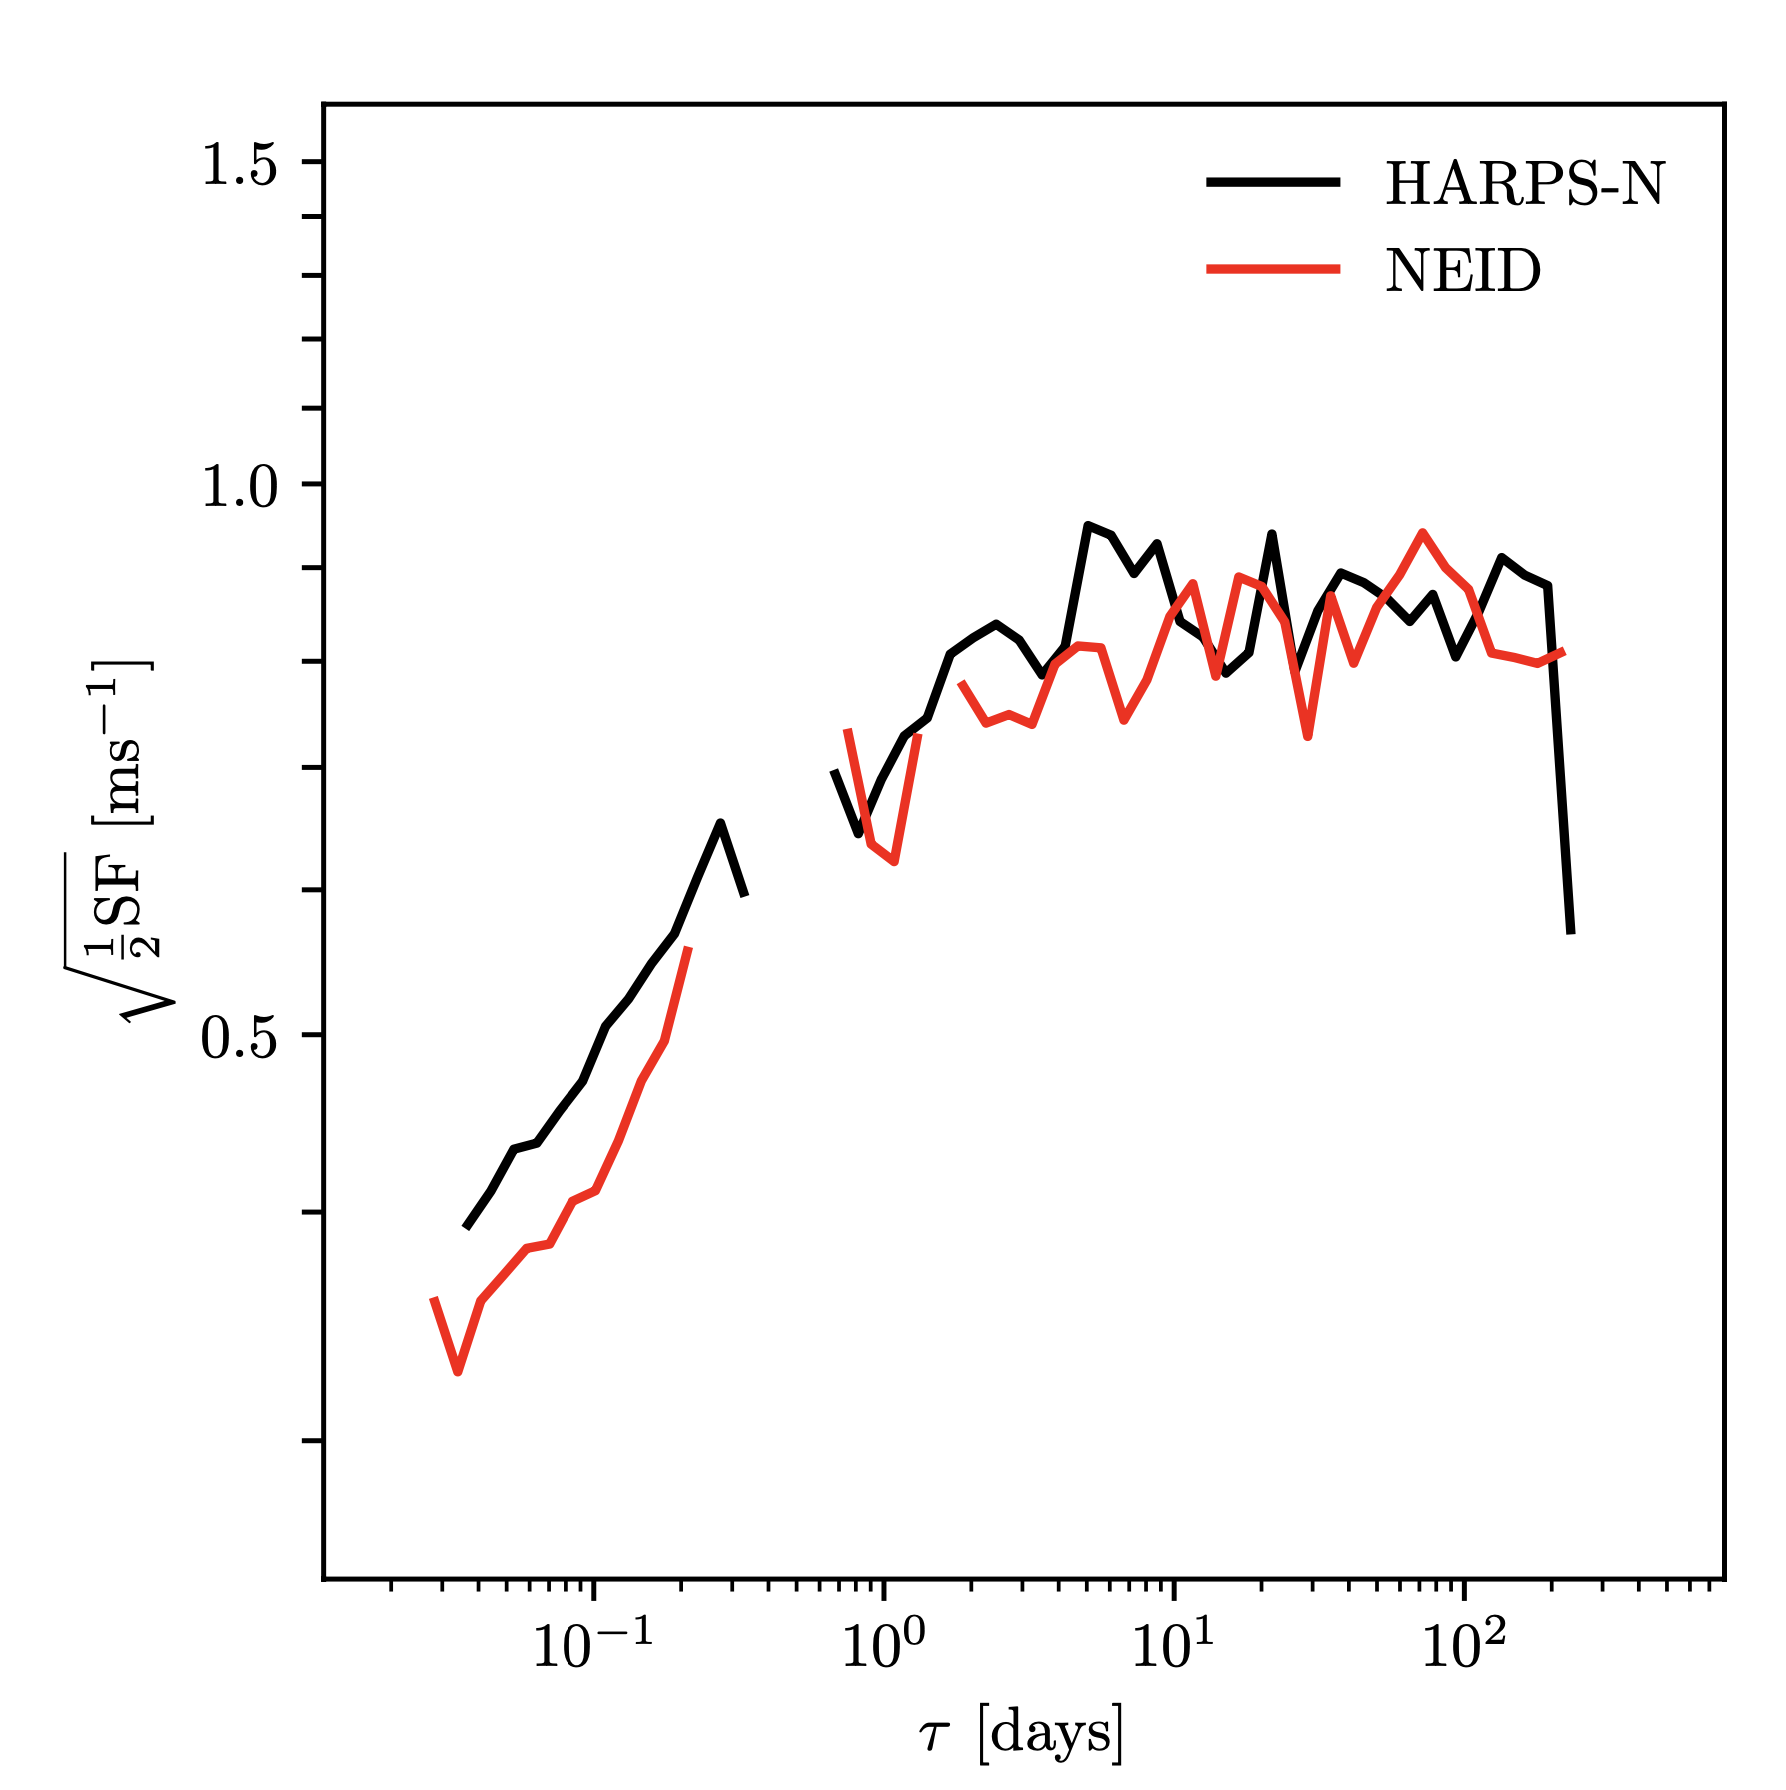 1.5
1.0
0.5
√½SF [ms⁻¹]
HARPS-N
NEID
10⁻¹ 10⁰ 10¹ 10²
τ [days]